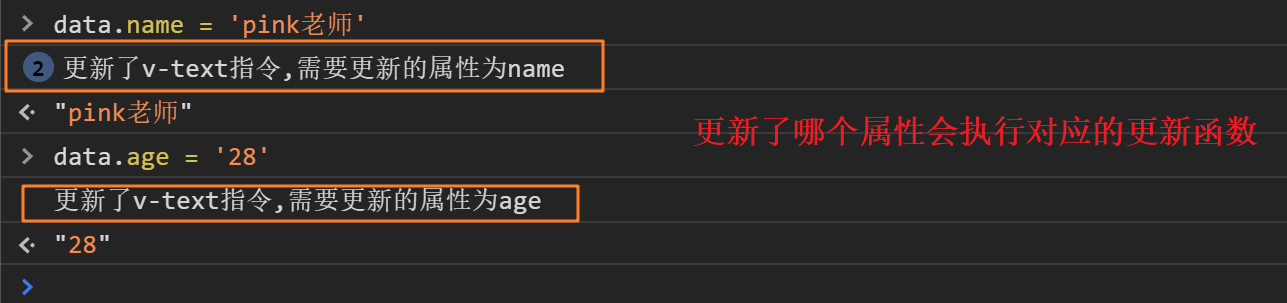 > data.name = 'pink老师'
2 更新了v-text指令,需要更新的属性为name
"pink老师"
更新了哪个属性会执行对应的更新函数
> data.age = '28'
更新了v-text指令,需要更新的属性为age
"28"
>